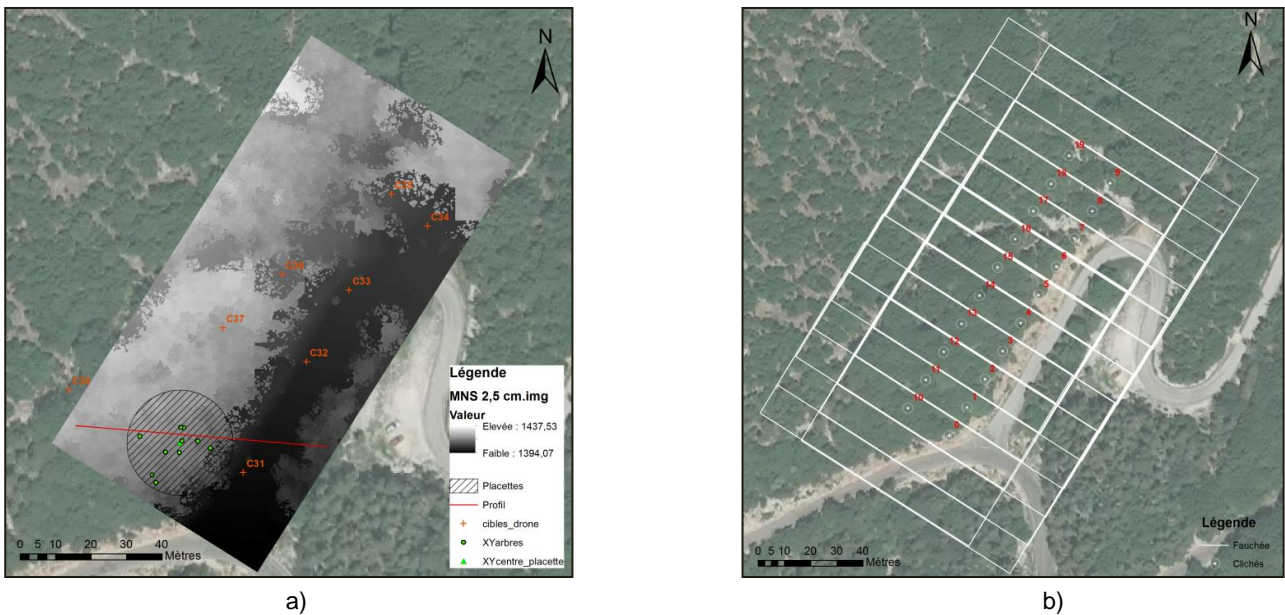 N
C34
C33
C37
C32
C31
Légende
MNS 2,5 cm.img
Valeur
Elevée : 1437,53
Faible : 1394,07
Placettes
Profil
cibles_drone
XYarbres
XYcentre_placette
0 5 10 20 30 40
Mètres
a)
N
19
9
18
8
17
7
16
6
15
5
14
4
13
3
12
2
11
1
10
0
Légende
Fauchée
Clichés
0 5 10 20 30 40
Mètres
b)